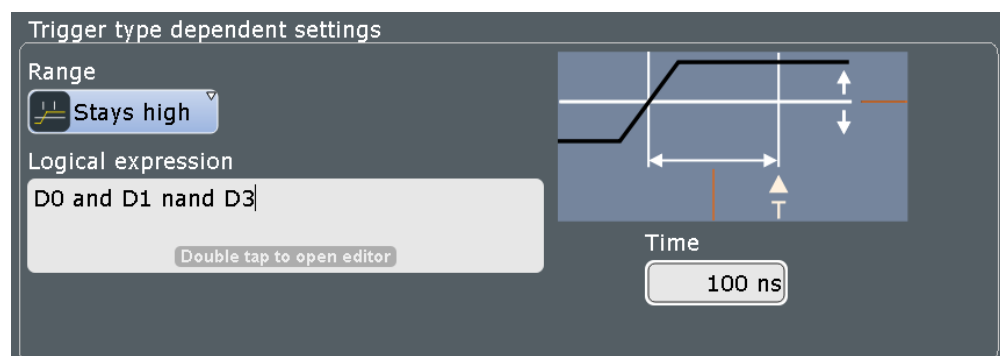 Trigger type dependent settings
Range
Stays high
Logical expression
D0 and D1 nand D3
Double tap to open editor
T
Time
100 ns